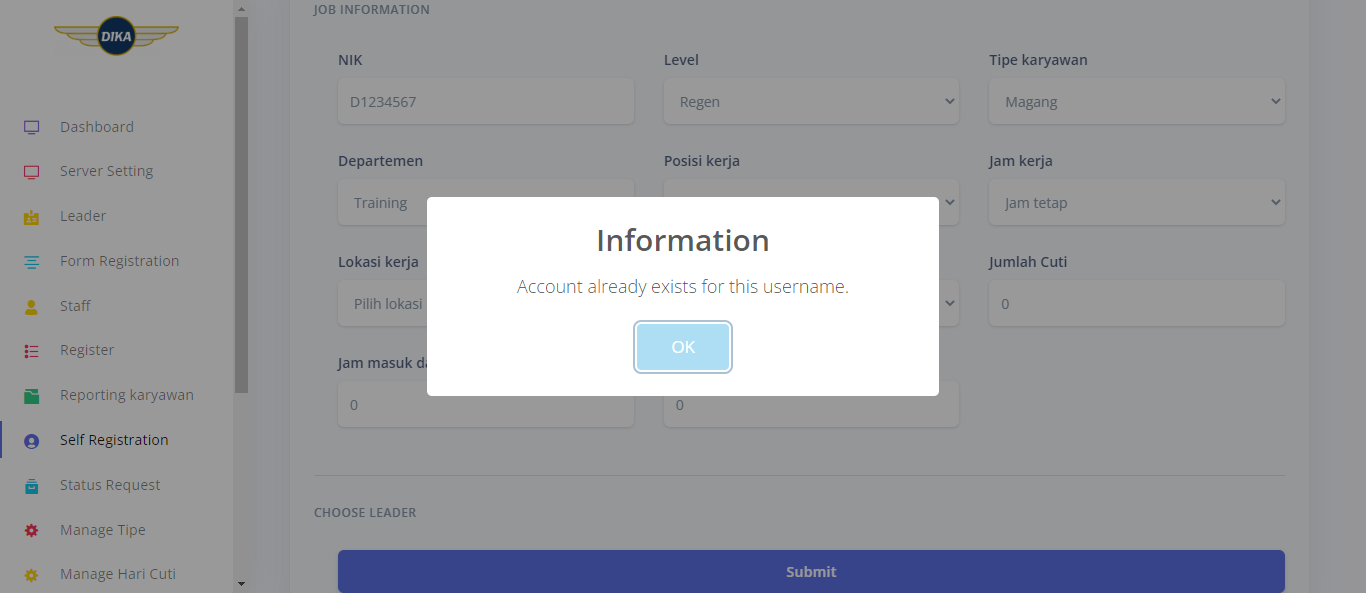 DIKA
Dashboard
Server Setting
Leader
Form Registration
Staff
Register
Reporting karyawan
Self Registration
Status Request
Manage Tipe
Manage Hari Cuti
JOB INFORMATION
NIK Level Tipe karyawan
D1234567 Regen Magang
Departemen Posisi kerja Jam kerja
Training Jam tetap
Lokasi kerja Jumlah Cuti
Pilih lokasi 0
Jam masuk
0 0
Information
Account already exists for this username.
OK
CHOOSE LEADER
Submit